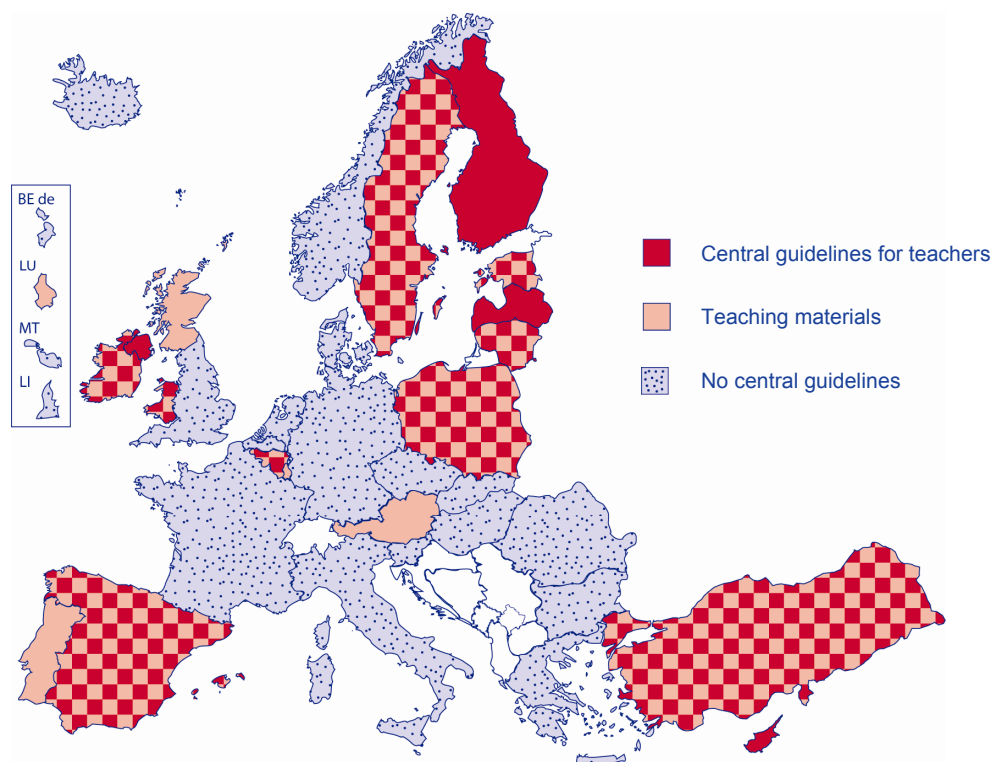 BE de
LU
MT
LI
Central guidelines for teachers
Teaching materials
No central guidelines